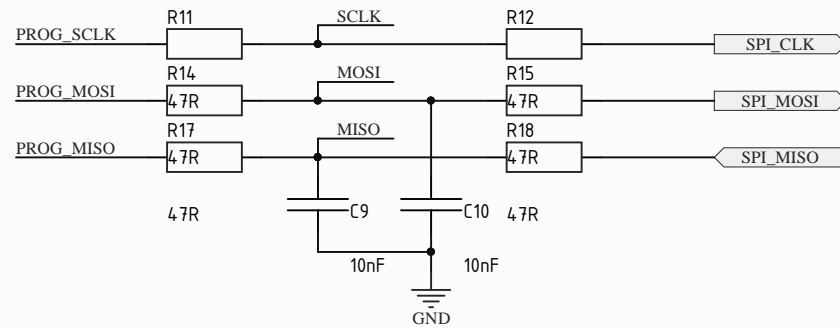 R11 SCLK R12
PROG_SCLK SPI_CLK
R14 MOSI R15
PROG_MOSI 47R 47R SPI_MOSI
R17 MISO R18
PROG_MISO 47R 47R SPI_MISO
47R C9 C10 47R
10nF 10nF
GND